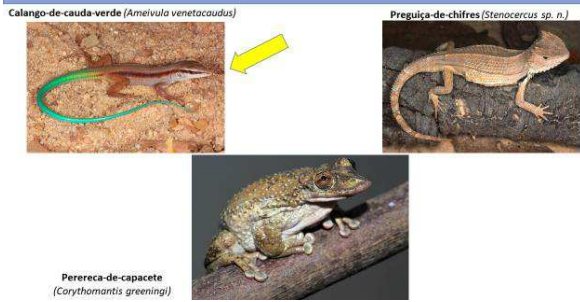 Calango-de-cauda-verde (Ameivula venetacaudus)
Preguiça-de-chifres (Stenocercus sp. n.)
Perereca-de-capacete
(Corythomantis greeningi)